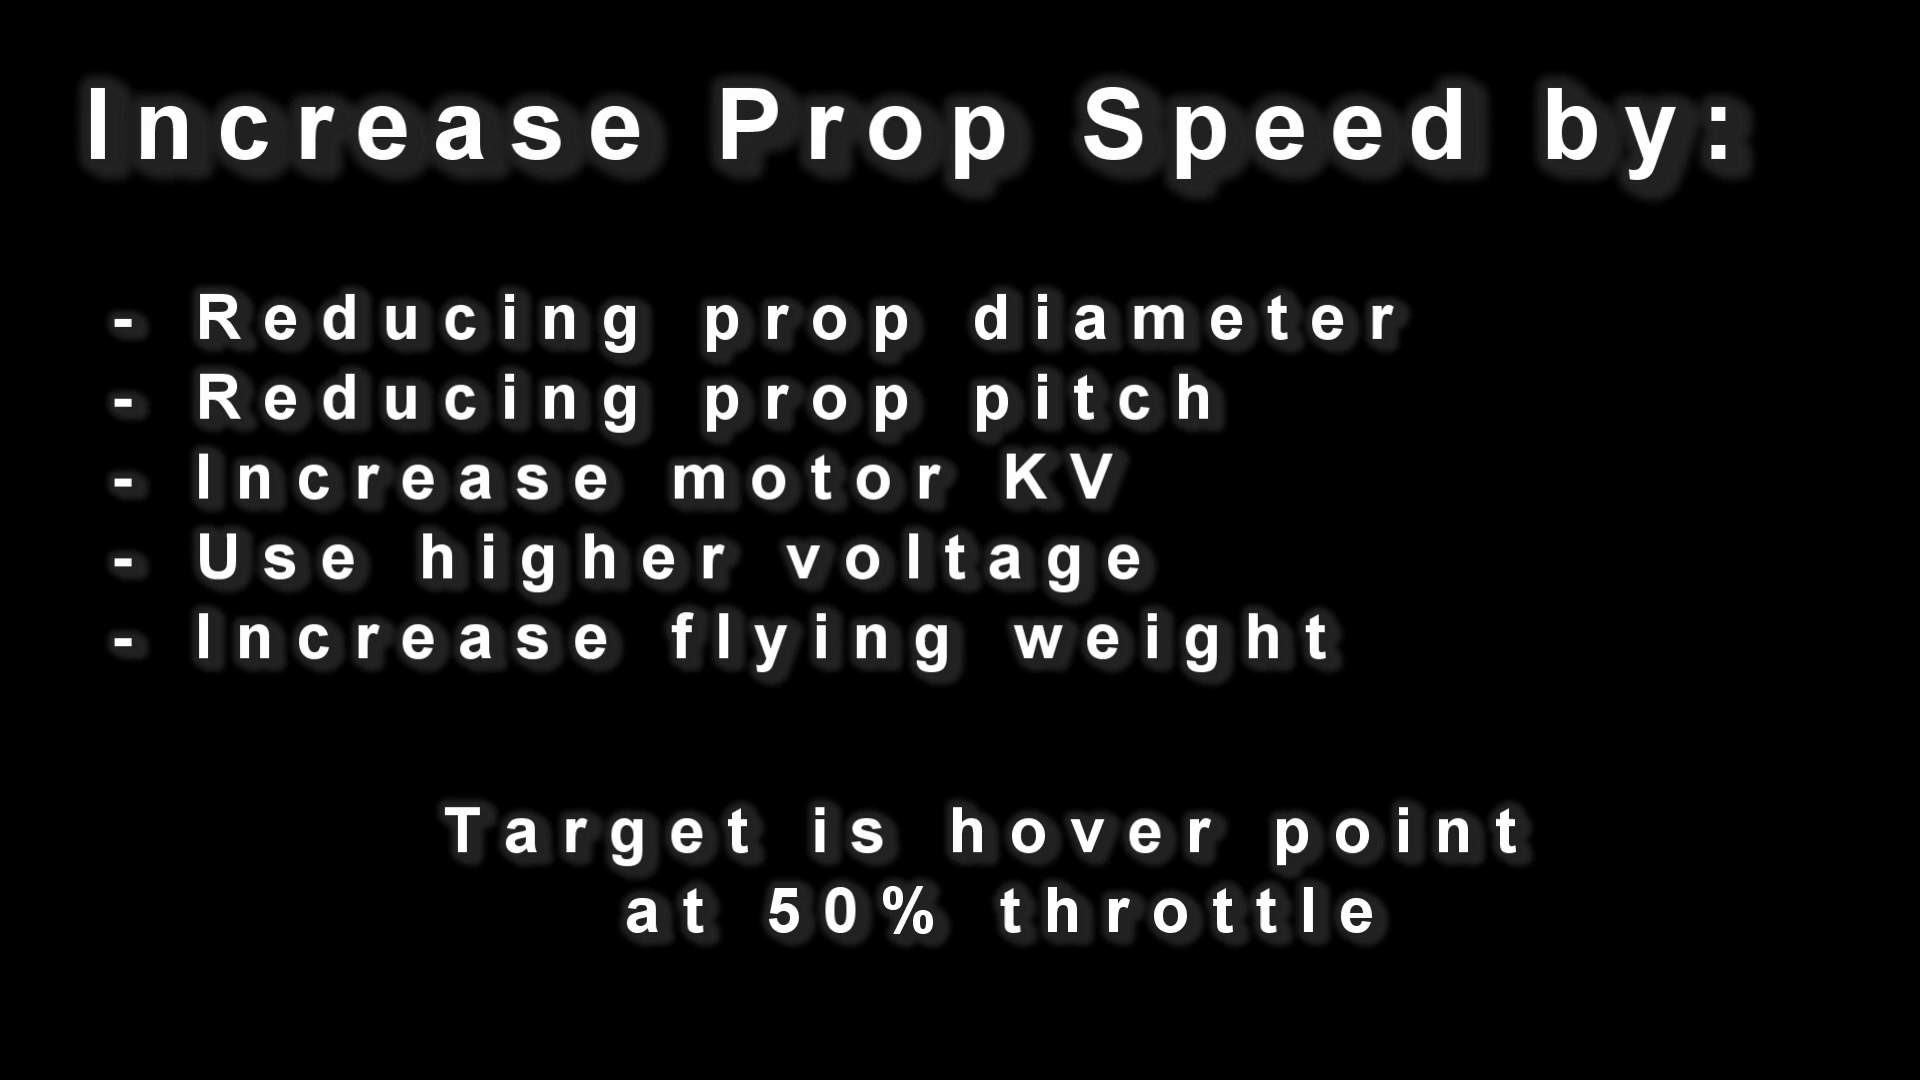 Increase Prop Speed by:
- Reducing prop diameter
- Reducing prop pitch
- Increase motor KV
- Use higher voltage
- Increase flying weight
Target is hover point
at 50% throttle